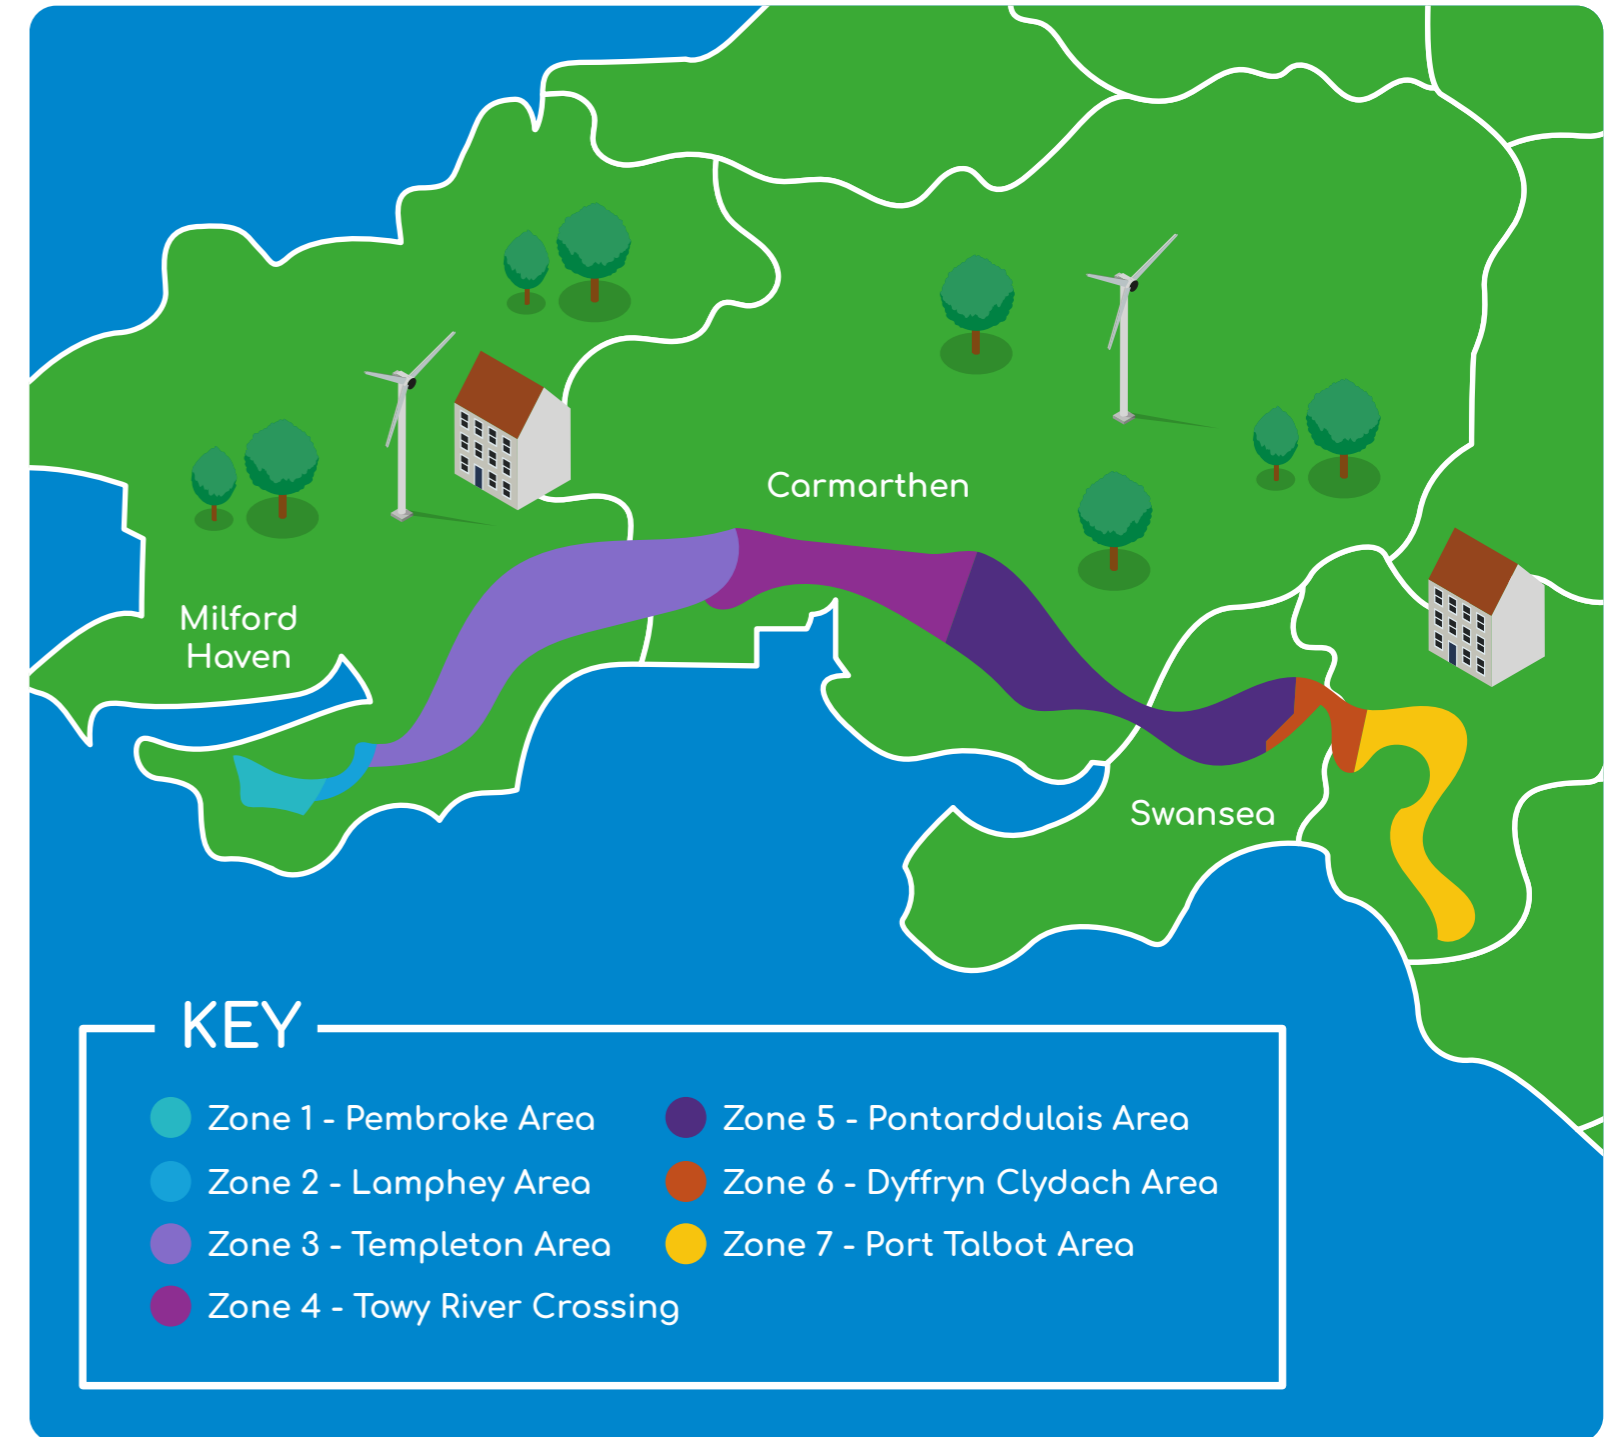 Carmarthen
Milford
Haven
Swansea
KEY
Zone 1 - Pembroke Area
Zone 2 - Lamphey Area
Zone 3 - Templeton Area
Zone 4 - Towy River Crossing
Zone 5 - Pontarddulais Area
Zone 6 - Dyffryn Clydach Area
Zone 7 - Port Talbot Area